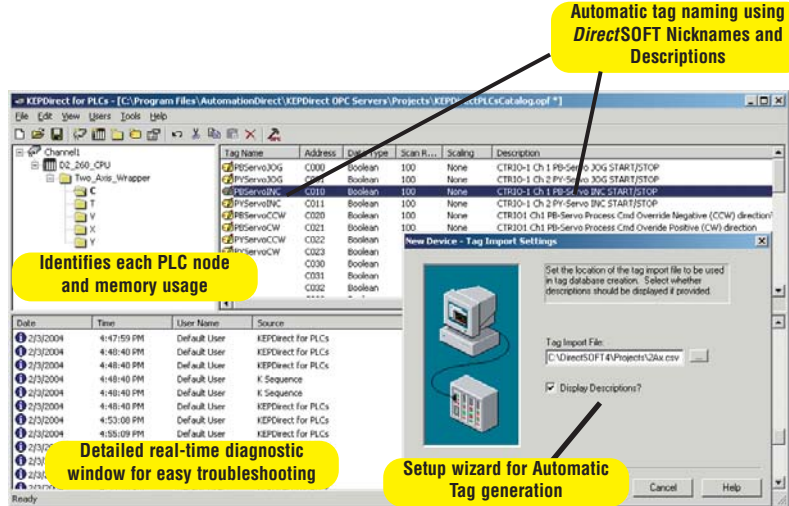 Automatic tag naming using
DirectSOFT Nicknames and
Descriptions
KEPDirect for PLCs - [C:\Program Files\AutomationDirect\KEPDirect OPC Servers\Projects\KEPDirectPLCsCatalog.opf *]
File Edit View Users Tools Help
Channel1
D2_260_CPU
Two_Axis_Wrapper
C
T
V
X
Y
Tag Name Address Data Type Scan R... Scaling Description
PBServoJOG C000 Boolean 100 None CTRIO-1 Ch 1 PB-Servo JOG START/STOP
PYServoJOG C001 Boolean 100 None CTRIO-1 Ch 2 PY-Servo JOG START/STOP
PBServoINC C010 Boolean 100 None CTRIO-1 Ch 1 PB-Servo INC START/STOP
PYServoINC C011 Boolean 100 None CTRIO-1 Ch 2 PY-Servo INC START/STOP
PBServoCCW C020 Boolean 100 None CTRIO1 Ch1 PB-Servo Process Cmd Override Negative (CCW) direction
PBServoCW C021 Boolean 100 None CTRIO1 Ch1 PB-Servo Process Cmd Overide Positive (CW) direction
PYServoCCW C022 Boolean 100
PYServoCW C023 Boolean 100
C030 Boolean 100
C031 Boolean 100
C032 Boolean 100
Identifies each PLC node
and memory usage
New Device - Tag Import Settings
Set the location of the tag import file to be used
in tag database creation. Select whether
descriptions should be displayed if provided.
Tag Import File:
C:\DirectSOFT4\Projects\2Ax.csv ...
Display Descriptions?
Cancel Help
Date Time User Name Source
2/3/2004 4:47:59 PM Default User KEPDirect for PLCs
2/3/2004 4:48:40 PM Default User KEPDirect for PLCs
2/3/2004 4:48:40 PM Default User K Sequence
2/3/2004 4:48:40 PM Default User K Sequence
2/3/2004 4:48:40 PM Default User KEPDirect for PLCs
2/3/2004 4:53:08 PM Default User KEPDirect for PLCs
2/3/2004 4:55:09 PM Default User KEPDirect for PLCs
Detailed real-time diagnostic
window for easy troubleshooting
Setup wizard for Automatic
Tag generation
Ready